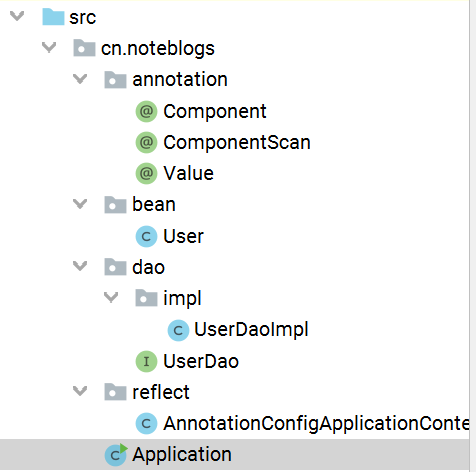 src
cn.noteblogs
annotation
@ Component
@ ComponentScan
@ Value
bean
C User
dao
impl
C UserDaoImpl
I UserDao
reflect
C AnnotationConfigApplicationConte
C Application